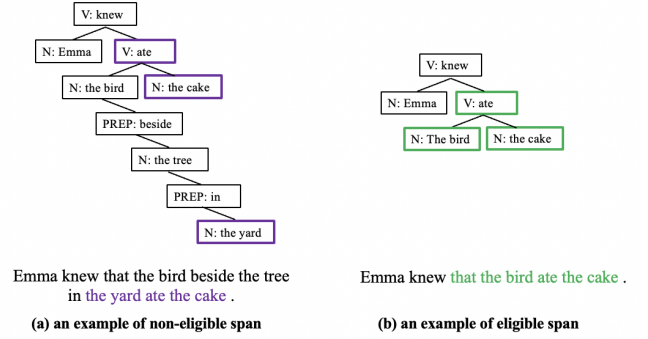 V: knew
N: Emma
V: ate
N: the bird
N: the cake
PREP: beside
N: the tree
PREP: in
N: the yard
Emma knew that the bird beside the tree
in the yard ate the cake .
(a) an example of non-eligible span
V: knew
N: Emma
V: ate
N: The bird
N: the cake
Emma knew that the bird ate the cake .
(b) an example of eligible span